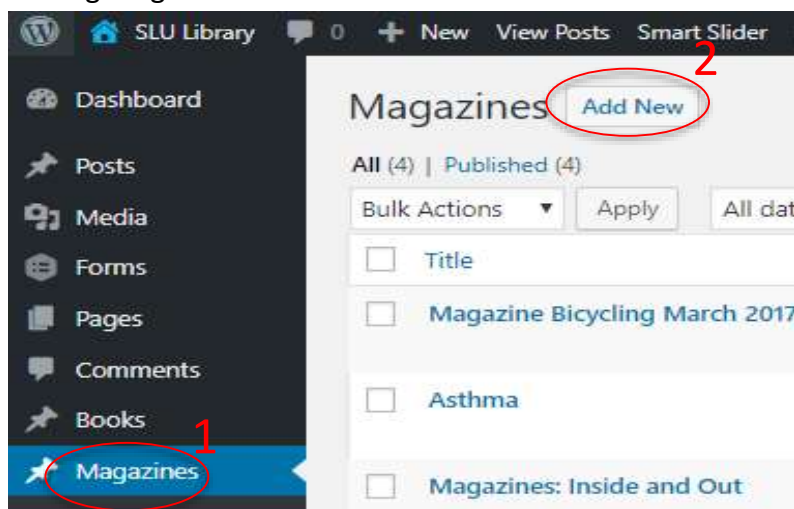 SLU Library 0 + New View Posts Smart Slider
2
Dashboard
Posts
Media
Forms
Pages
Comments
Books
1
Magazines
Magazines Add New
All (4) | Published (4)
Bulk Actions Apply All dat
Title
Magazine Bicycling March 2017
Asthma
Magazines: Inside and Out